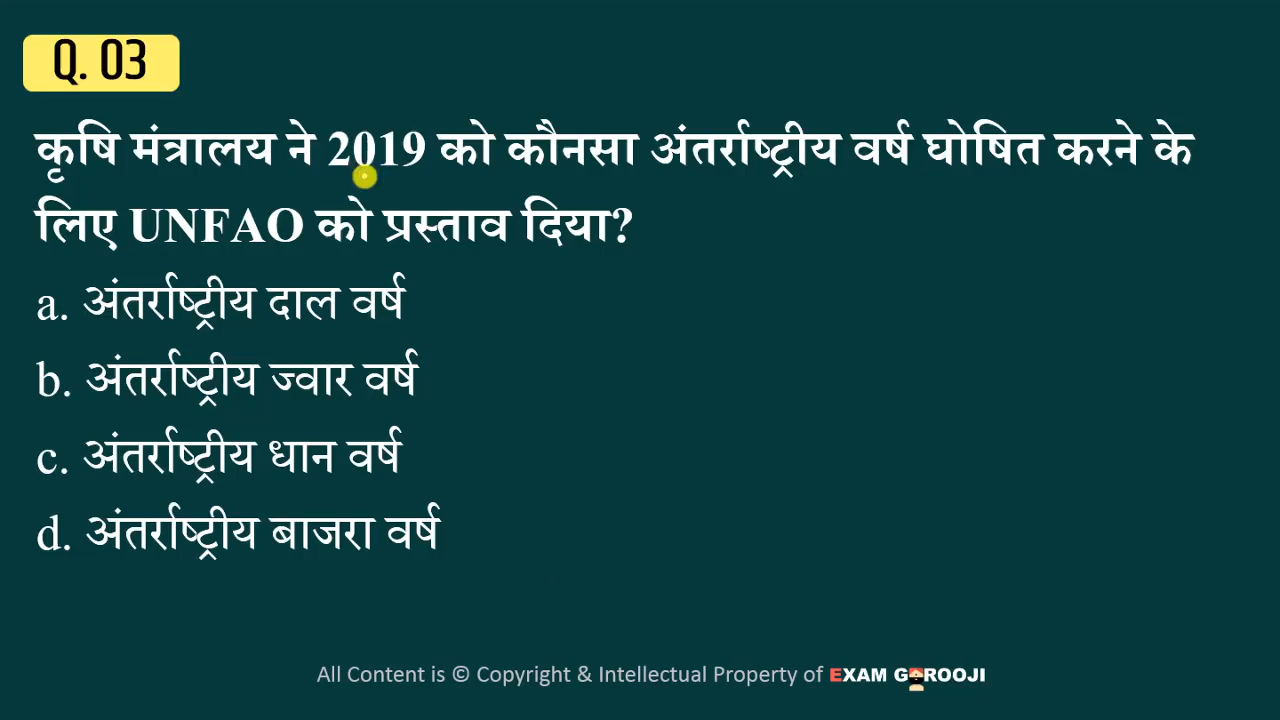 Q. 03
कृषि मंत्रालय ने 2019 को कौनसा अंतर्राष्ट्रीय वर्ष घोषित करने के
लिए UNFAO को प्रस्ताव दिया?
a. अंतर्राष्ट्रीय दाल वर्ष
b. अंतर्राष्ट्रीय ज्वार वर्ष
c. अंतर्राष्ट्रीय धान वर्ष
d. अंतर्राष्ट्रीय बाजरा वर्ष
All Content is © Copyright & Intellectual Property of EXAM GUROOJI